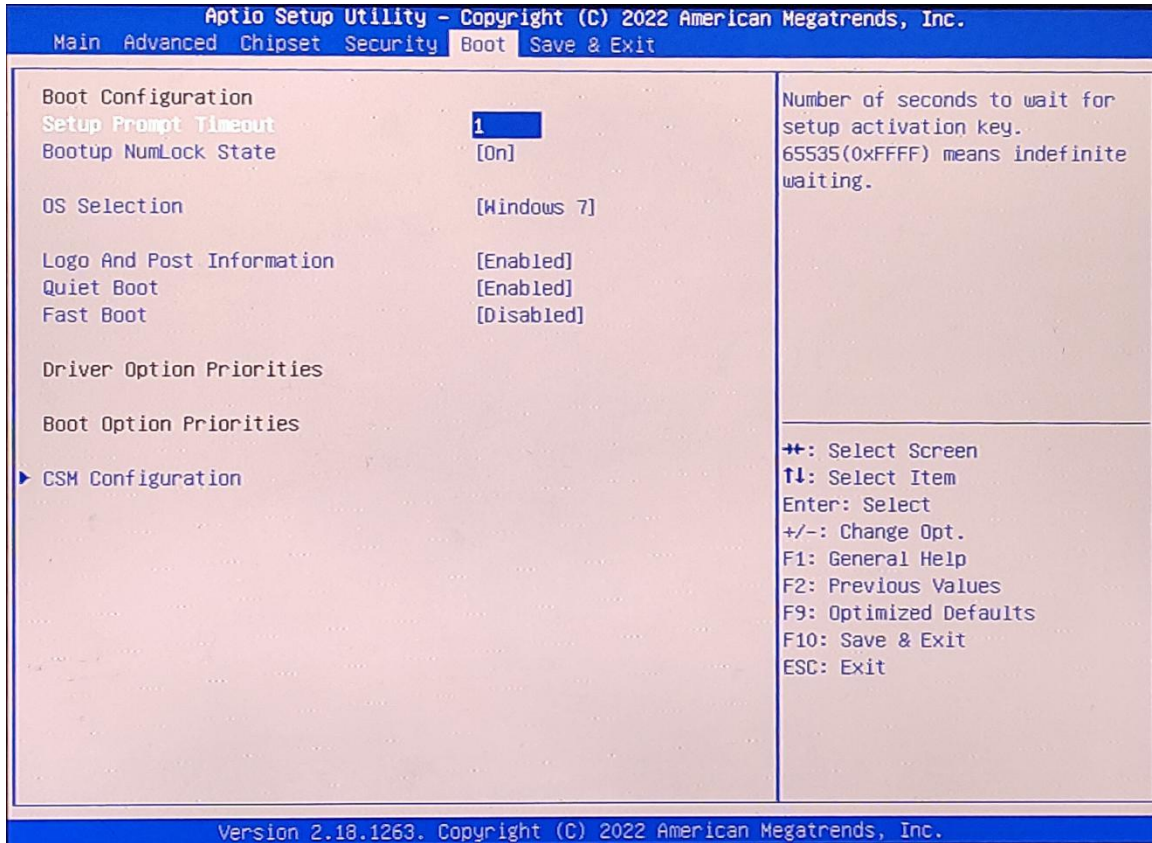 Aptio Setup Utility – Copyright (C) 2022 American Megatrends, Inc.
Main Advanced Chipset Security Boot Save & Exit
Boot Configuration
Setup Prompt Timeout 1
Bootup NumLock State [On]
OS Selection [Windows 7]
Logo And Post Information [Enabled]
Quiet Boot [Enabled]
Fast Boot [Disabled]
Driver Option Priorities
Boot Option Priorities
CSM Configuration
Number of seconds to wait for
setup activation key.
65535(0xFFFF) means indefinite
waiting.
→←: Select Screen
↑↓: Select Item
Enter: Select
+/-: Change Opt.
F1: General Help
F2: Previous Values
F9: Optimized Defaults
F10: Save & Exit
ESC: Exit
Version 2.18.1263. Copyright (C) 2022 American Megatrends, Inc.